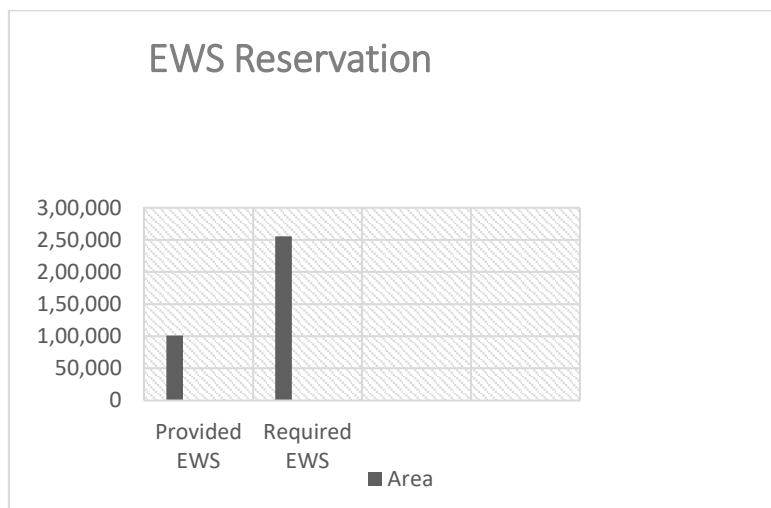 EWS Reservation
3,00,000
2,50,000
2,00,000
1,50,000
1,00,000
50,000
0
Provided EWS
Required EWS
Area